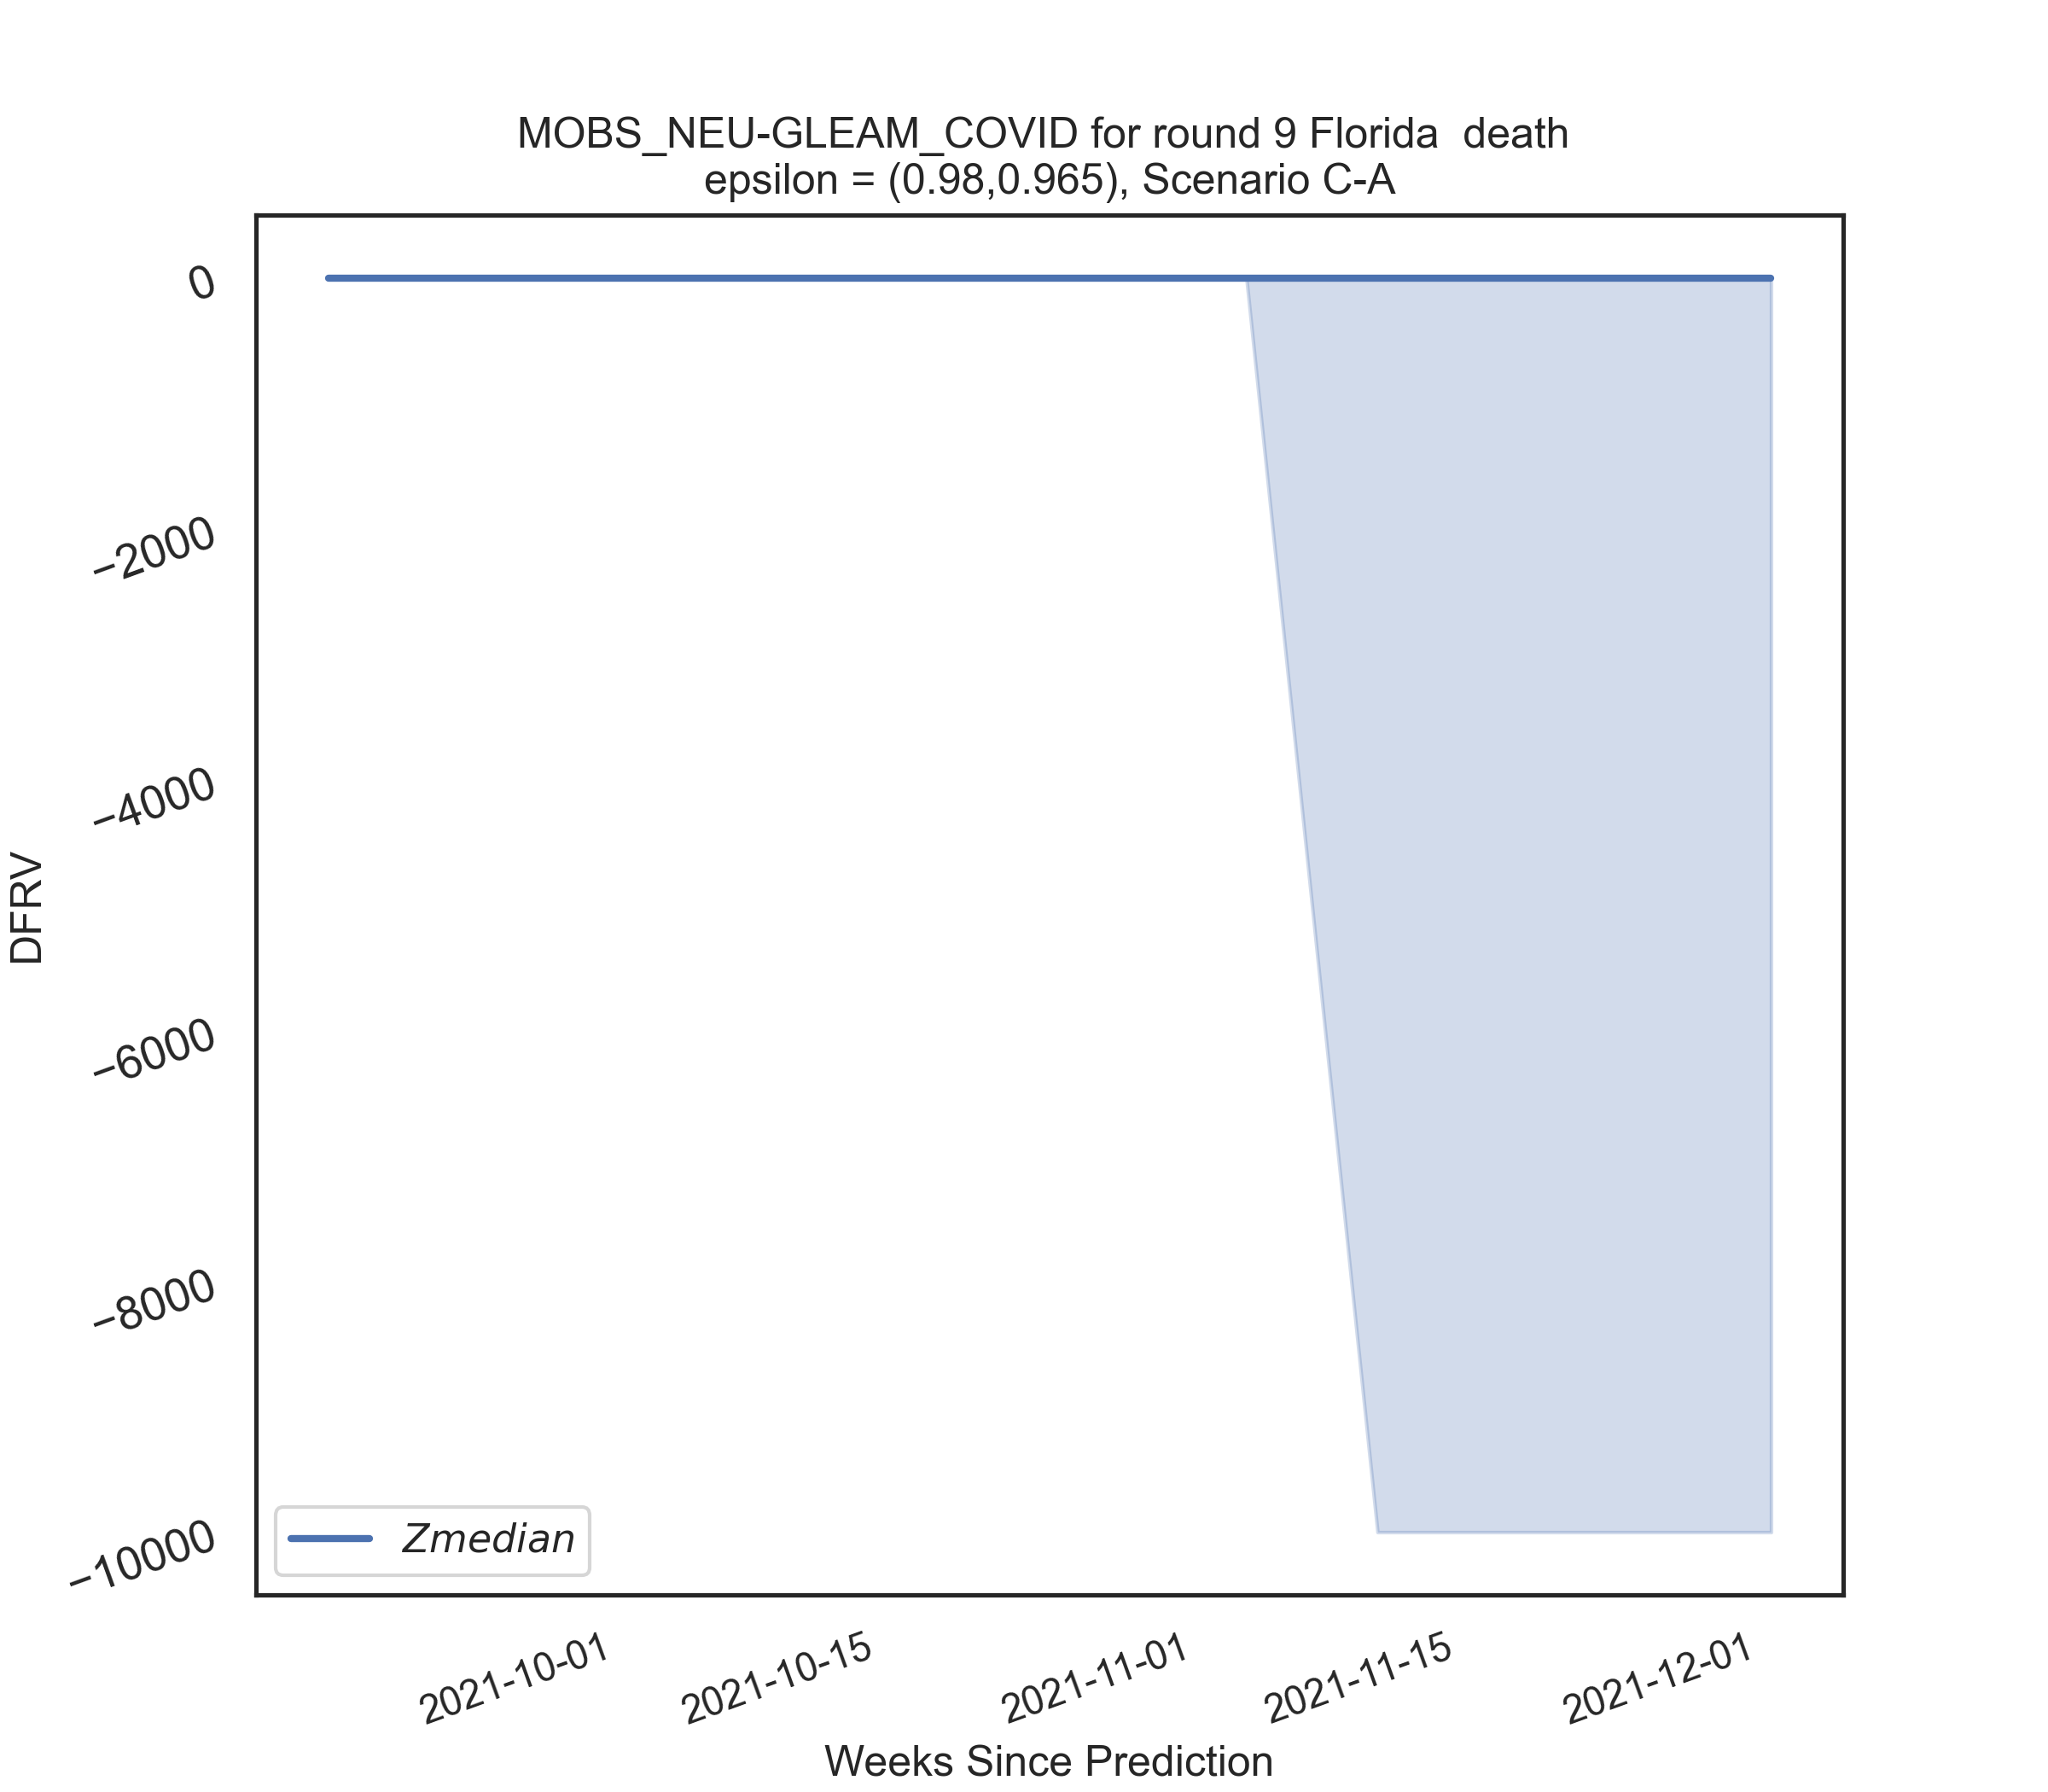 MOBS_NEU-GLEAM_COVID for round 9 Florida  death
epsilon = (0.98,0.965), Scenario C-A
DFRV
0
−2000
−4000
−6000
−8000
−10000
Zmedian
2021-10-01
2021-10-15
2021-11-01
2021-11-15
2021-12-01
Weeks Since Prediction